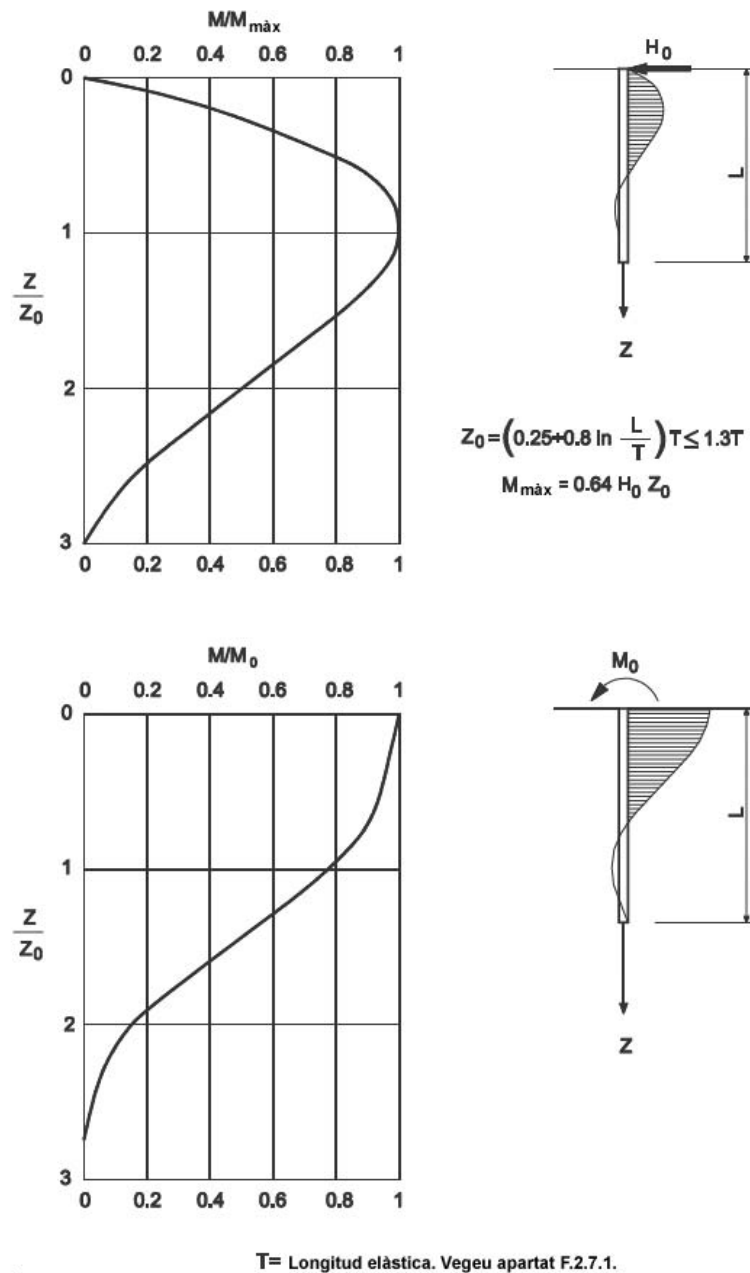 M/Mmàx
0 0.2 0.4 0.6 0.8 1
0
1
Z/Z0
2
3
0 0.2 0.4 0.6 0.8 1
H0
L
Z
Z0=(0.25+0.8 ln L/T)T≤1.3T
Mmàx = 0.64 H0 Z0
M/M0
0 0.2 0.4 0.6 0.8 1
0
1
Z/Z0
2
3
0 0.2 0.4 0.6 0.8 1
M0
L
Z
T= Longitud elàstica. Vegeu apartat F.2.7.1.